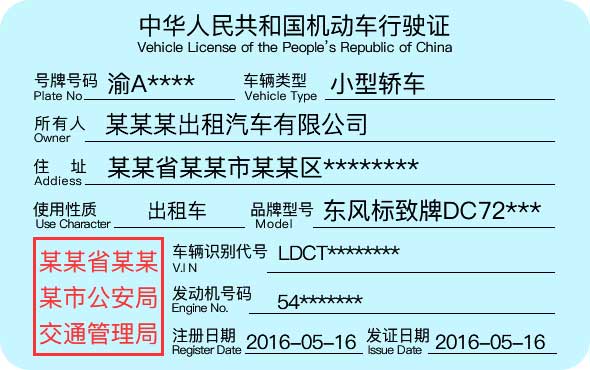 中华人民共和国机动车行驶证
Vehicle License of the People's Republic of China
号牌号码 渝A**** 车辆类型 小型轿车
Plate No Vehicle Type
所有人 某某某出租汽车有限公司
Owner
住 址 某某省某某市某某区********
Addiess
使用性质 出租车 品牌型号 东风标致牌DC72***
Use Character Model
某某省某某
某市公安局
交通管理局
车辆识别代号 LDCT********
V.I N
发动机号码 54*******
Engine No.
注册日期 2016-05-16 发证日期 2016-05-16
Register Date Issue Date